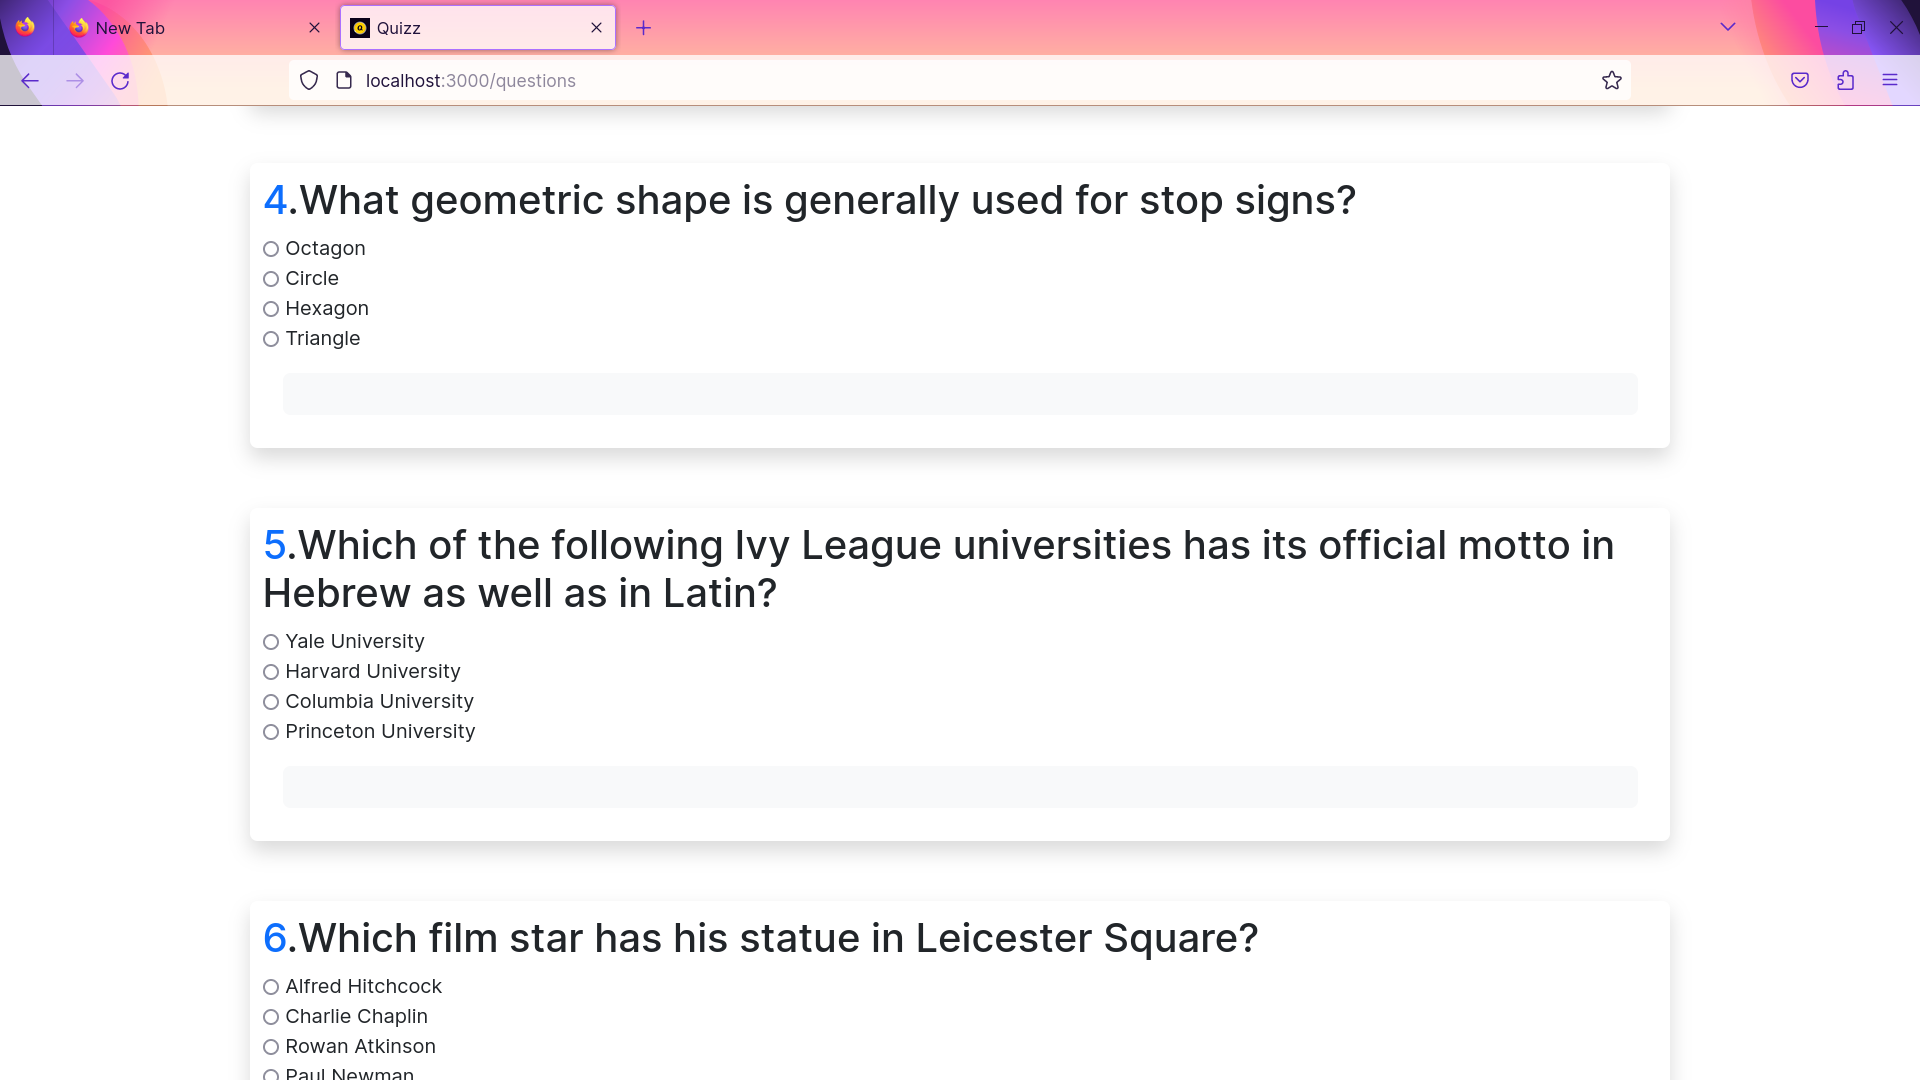 New Tab
Quizz
localhost:3000/questions
4.What geometric shape is generally used for stop signs?
Octagon
Circle
Hexagon
Triangle
5.Which of the following Ivy League universities has its official motto in
Hebrew as well as in Latin?
Yale University
Harvard University
Columbia University
Princeton University
6.Which film star has his statue in Leicester Square?
Alfred Hitchcock
Charlie Chaplin
Rowan Atkinson
Paul Newman